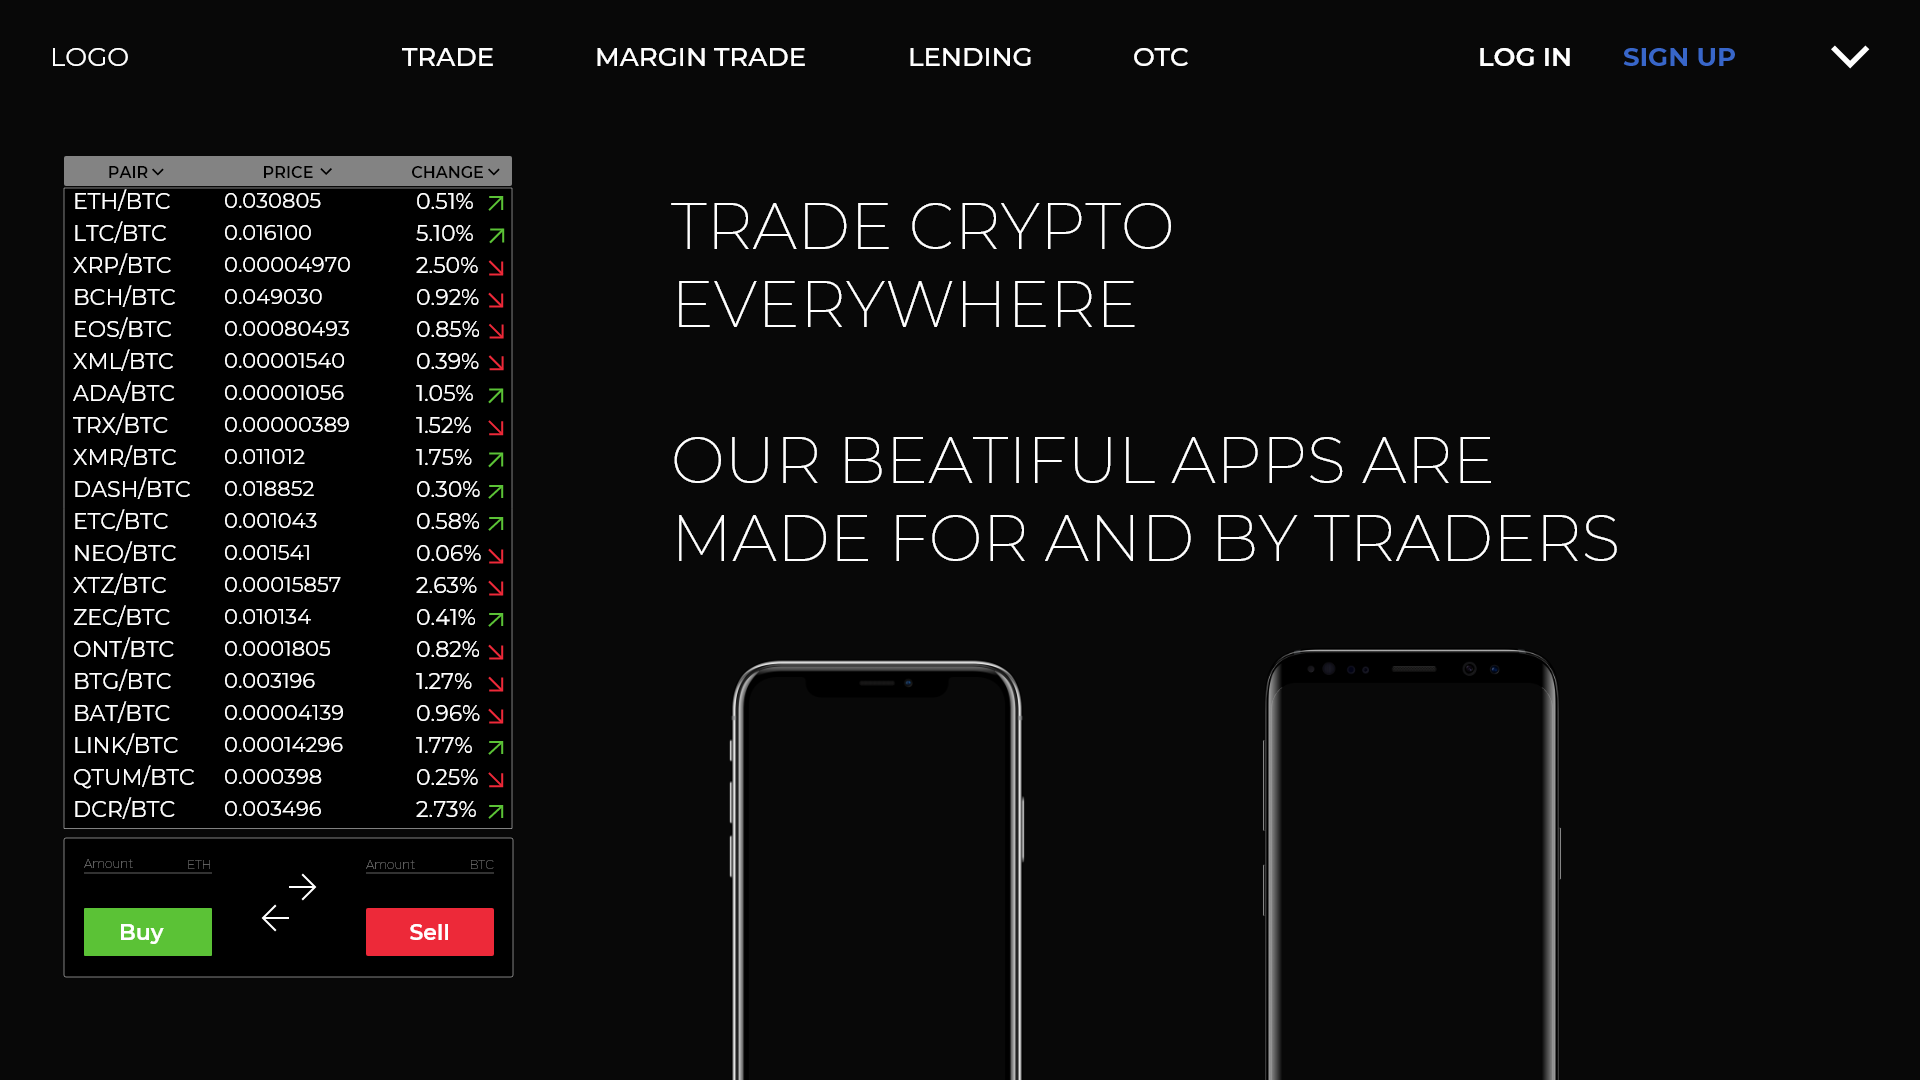 LOGO TRADE MARGIN TRADE LENDING OTC LOG IN SIGN UP
PAIR PRICE CHANGE
ETH/BTC 0.030805 0.51%
LTC/BTC 0.016100 5.10%
XRP/BTC 0.00004970 2.50%
BCH/BTC 0.049030 0.92%
EOS/BTC 0.00080493 0.85%
XML/BTC 0.00001540 0.39%
ADA/BTC 0.00001056 1.05%
TRX/BTC 0.00000389 1.52%
XMR/BTC 0.011012 1.75%
DASH/BTC 0.018852 0.30%
ETC/BTC 0.001043 0.58%
NEO/BTC 0.001541 0.06%
XTZ/BTC 0.00015857 2.63%
ZEC/BTC 0.010134 0.41%
ONT/BTC 0.0001805 0.82%
BTG/BTC 0.003196 1.27%
BAT/BTC 0.00004139 0.96%
LINK/BTC 0.00014296 1.77%
QTUM/BTC 0.000398 0.25%
DCR/BTC 0.003496 2.73%
Amount ETH Amount BTC
Buy Sell
TRADE CRYPTO
EVERYWHERE
OUR BEATIFUL APPS ARE
MADE FOR AND BY TRADERS